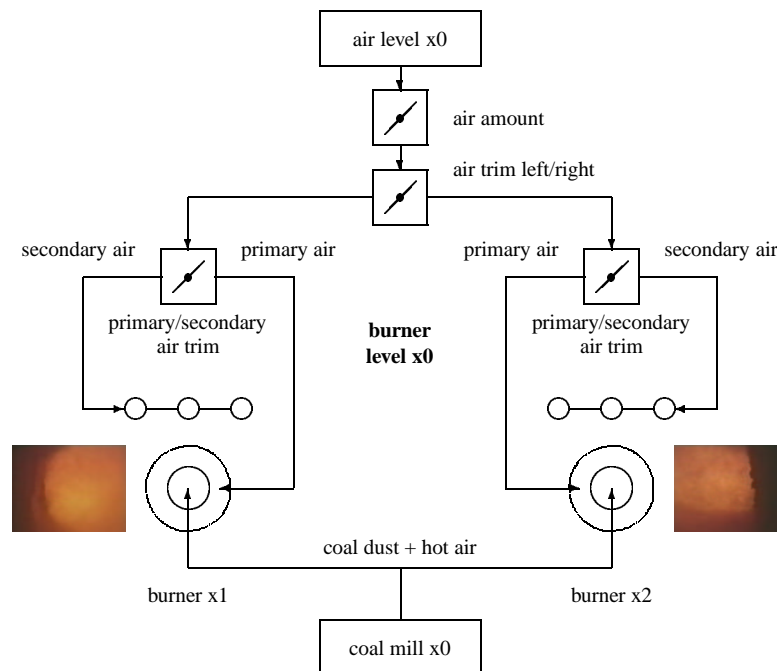 air level x0
air amount
air trim left/right
secondary air
primary air
primary air
secondary air
primary/secondary
air trim
burner
level x0
primary/secondary
air trim
coal dust + hot air
burner x1
burner x2
coal mill x0